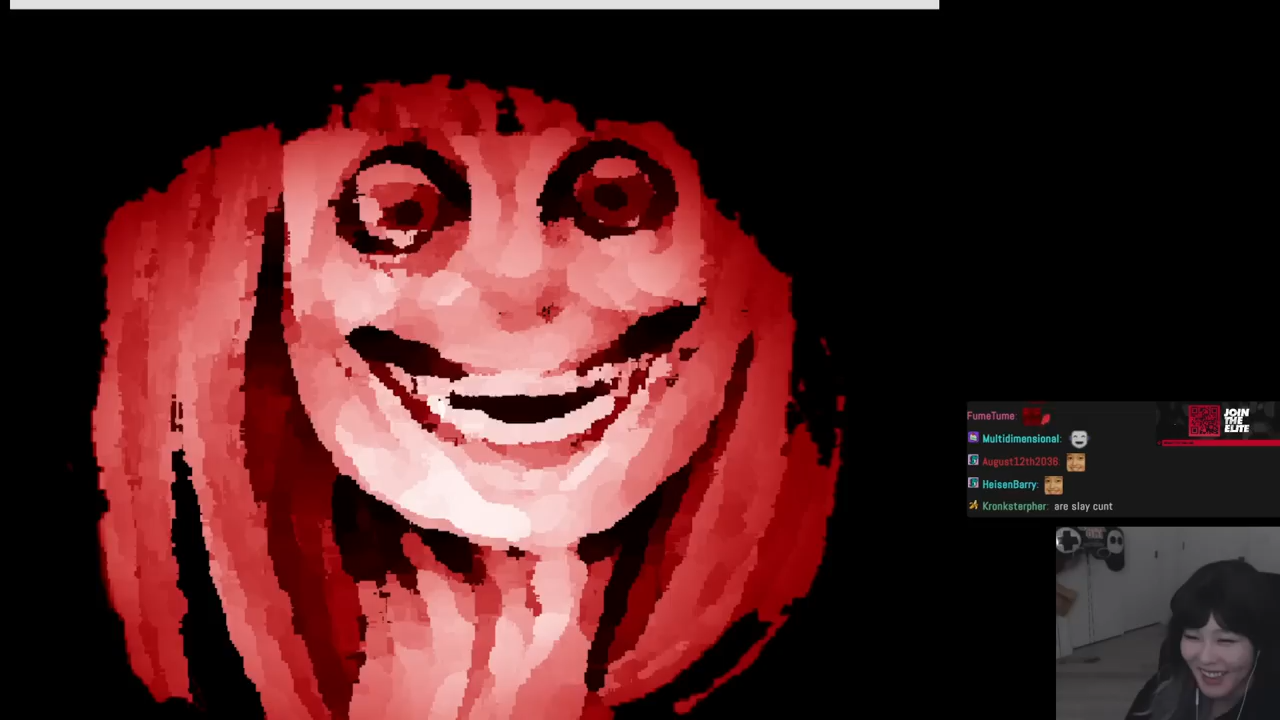 FumeTume:
Multidimensional:
August12th2036:
HeisenBarry:
Kronksterpher: are slay cunt
JOIN
THE
ELITE